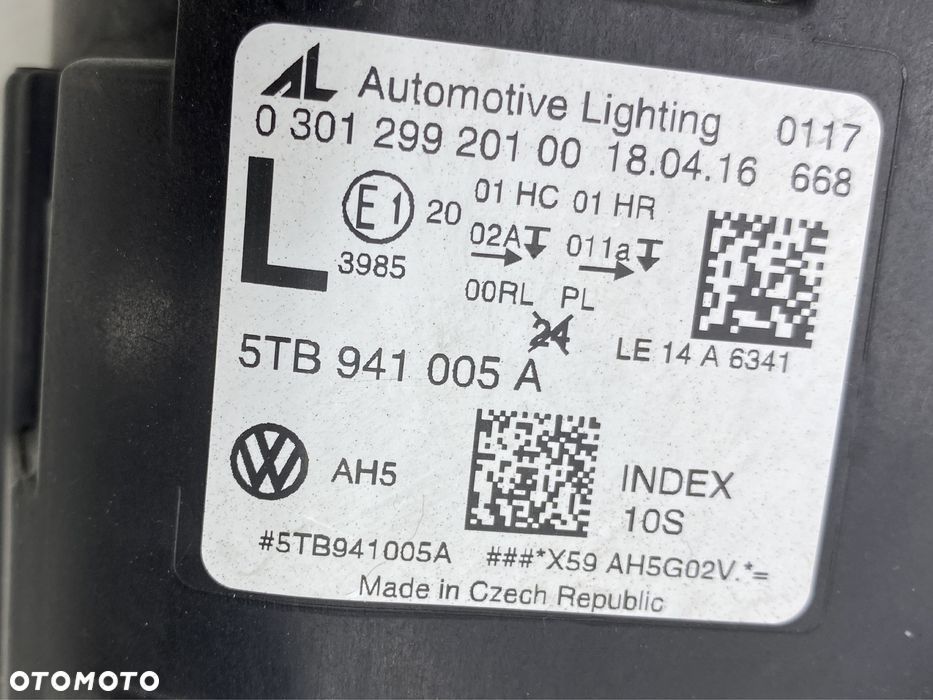 AL Automotive Lighting 0117
0 301 299 201 00 18.04.16 668
L E1 20 01 HC 01 HR
02A 011a
3985
00RL PL
24
5TB 941 005 A
LE 14 A 6341
VW AH5
INDEX
10S
#5TB941005A ###*X59 AH5G02V.*=
Made in Czech Republic
OTOMOTO